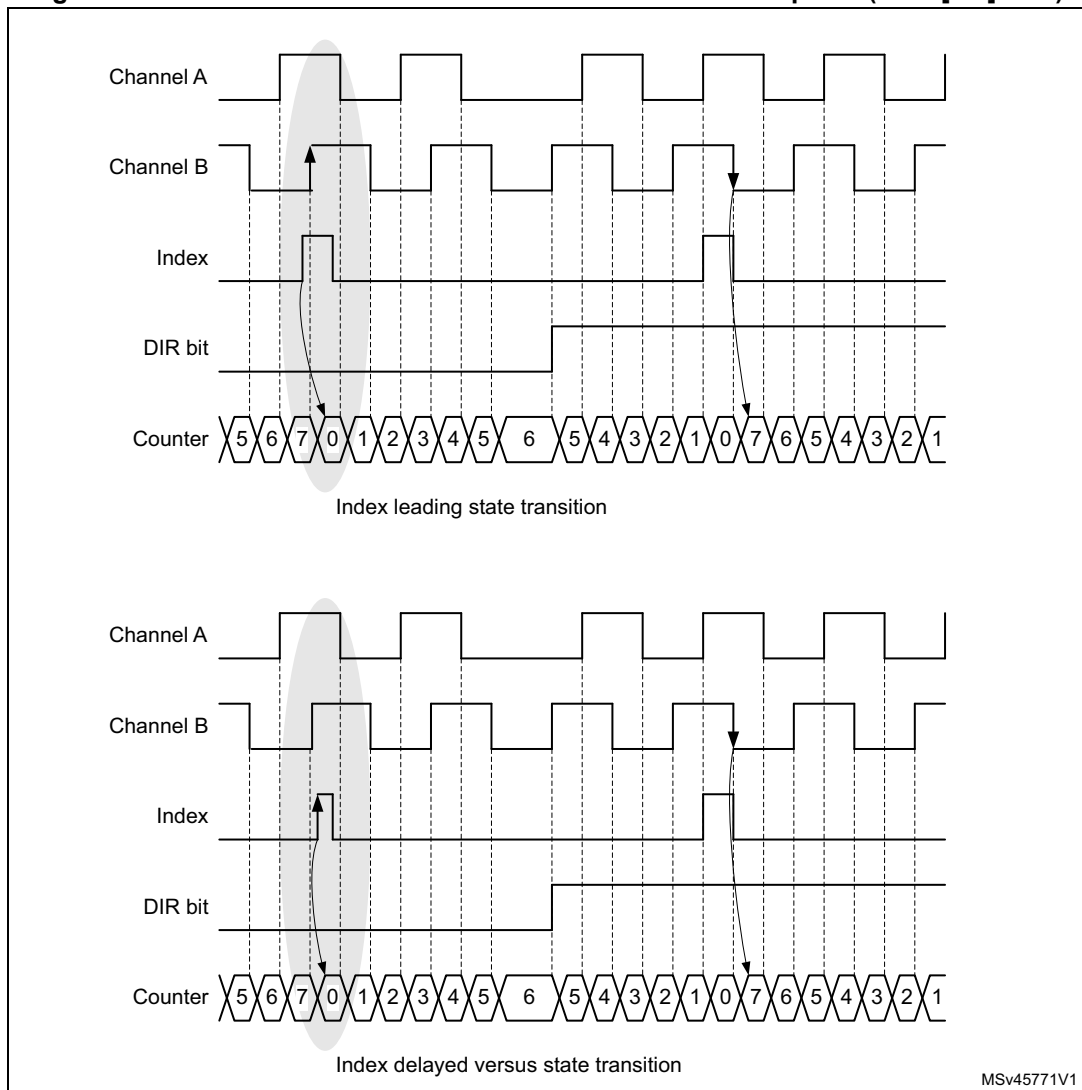 Channel A
Channel B
Index
DIR bit
Counter 5 6 7 0 1 2 3 4 5 6 5 4 3 2 1 0 7 6 5 4 3 2 1
Index leading state transition
Channel A
Channel B
Index
DIR bit
Counter 5 6 7 0 1 2 3 4 5 6 5 4 3 2 1 0 7 6 5 4 3 2 1
Index delayed versus state transition
MSv45771V1